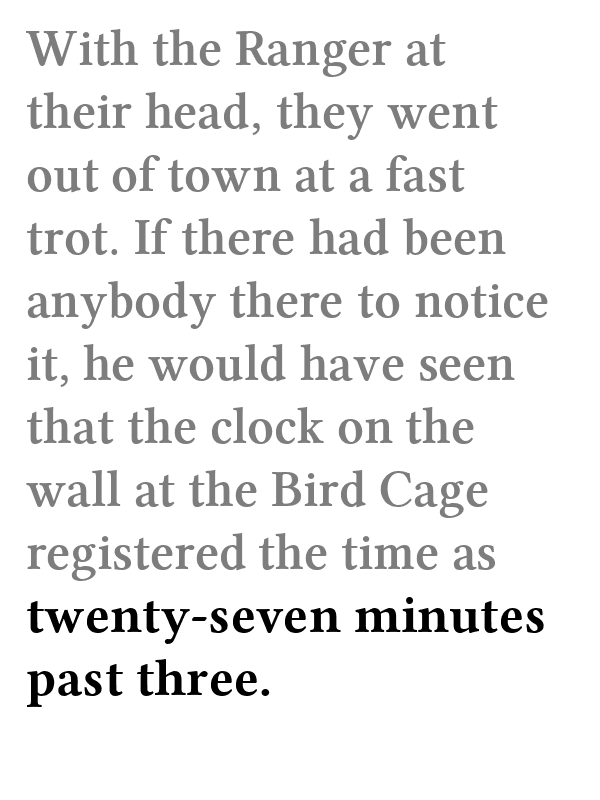 With the Ranger at
their head, they went
out of town at a fast
trot. If there had been
anybody there to notice
it, he would have seen
that the clock on the
wall at the Bird Cage
registered the time as
twenty-seven minutes
past three.